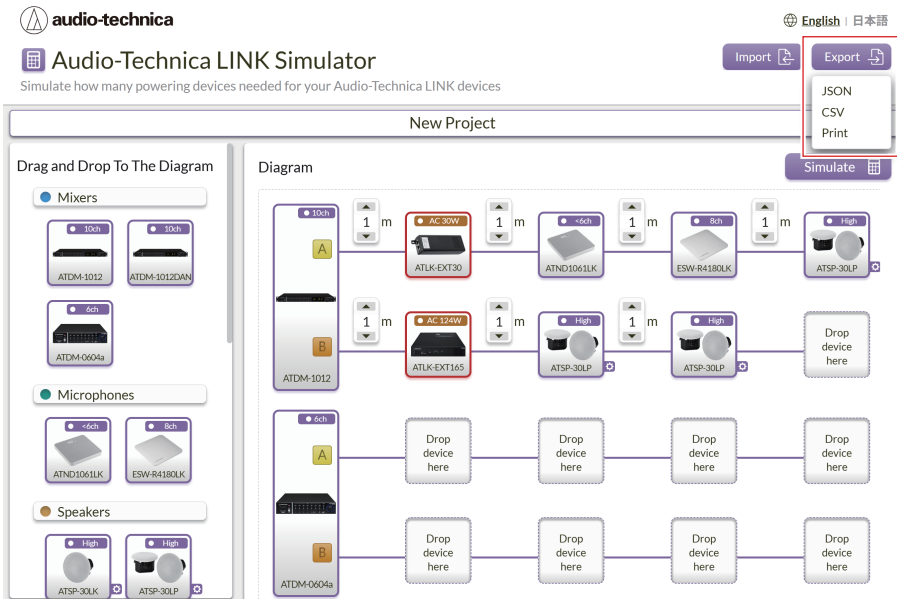 audio-technica
English | 日本語
Audio-Technica LINK Simulator
Simulate how many powering devices needed for your Audio-Technica LINK devices
Import
Export
JSON
CSV
Print
New Project
Drag and Drop To The Diagram
Mixers
10ch
ATDM-1012
10ch
ATDM-1012DAN
6ch
ATDM-0604a
Microphones
<6ch
ATND1061LK
8ch
ESW-R4180LK
Speakers
High
ATSP-30LK
High
ATSP-30LP
Diagram
Simulate
10ch
A
B
ATDM-1012
1 m
AC 30W
ATLK-EXT30
1 m
<6ch
ATND1061LK
1 m
8ch
ESW-R4180LK
1 m
High
ATSP-30LP
1 m
AC 124W
ATLK-EXT165
1 m
High
ATSP-30LP
1 m
High
ATSP-30LP
Drop
device
here
6ch
A
B
ATDM-0604a
Drop
device
here
Drop
device
here
Drop
device
here
Drop
device
here
Drop
device
here
Drop
device
here
Drop
device
here
Drop
device
here